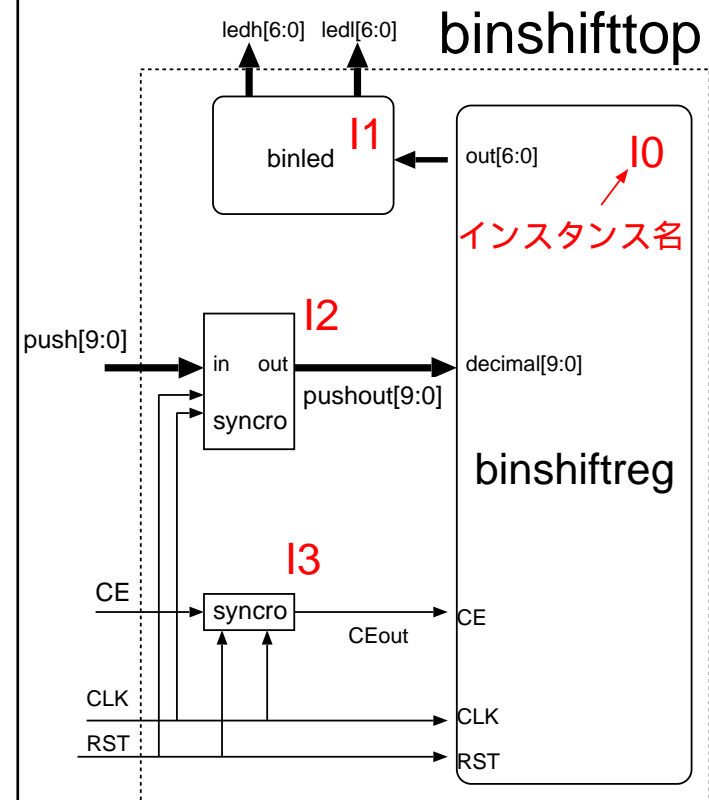 binshifttop
ledh[6:0] ledl[6:0]
I1
binled
out[6:0]
I0
インスタンス名
I2
push[9:0]
in out
decimal[9:0]
pushout[9:0]
syncro
binshiftreg
I3
CE
syncro
CE
CEout
CLK
CLK
RST
RST